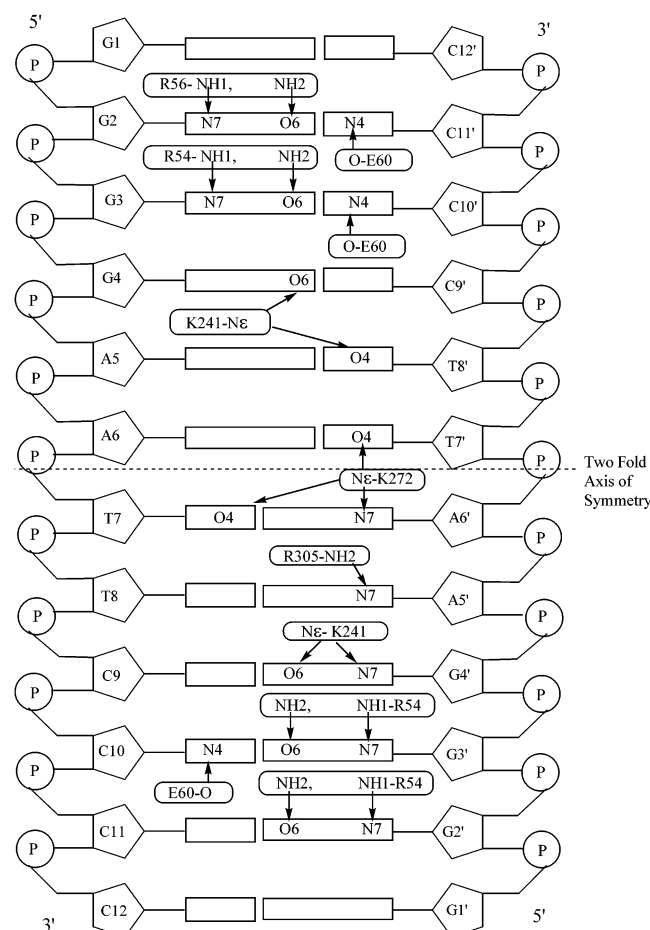 5'
3'
G1
C12'
P
P
R56- NH1, NH2
G2
N7 O6
N4
C11'
P
P
R54- NH1, NH2
O-E60
G3
N7 O6
N4
C10'
P
P
O-E60
G4
O6
C9'
P
P
K241-Nε
A5
O4
T8'
P
P
A6
O4
T7'
P
P
Two Fold
Axis of
Symmetry
Nε-K272
T7
O4
N7
A6'
P
P
R305-NH2
T8
N7
A5'
P
P
Nε- K241
C9
O6 N7
G4'
P
P
NH2, NH1-R54
C10
N4
O6 N7
G3'
P
P
E60-O
NH2, NH1-R54
C11
O6 N7
G2'
P
P
C12
G1'
3'
5'